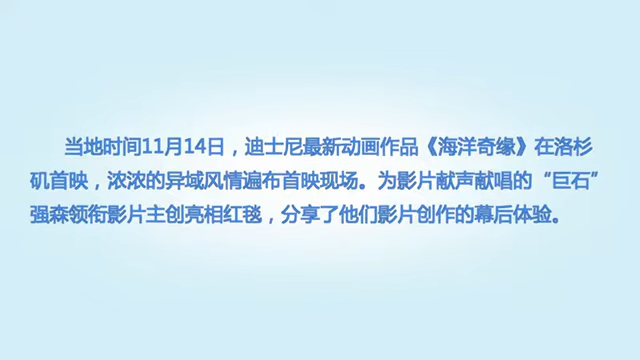 当地时间11月14日，迪士尼最新动画作品《海洋奇缘》在洛杉
矶首映，浓浓的异域风情遍布首映现场。为影片献声献唱的“巨石”
强森领衔影片主创亮相红毯，分享了他们影片创作的幕后体验。